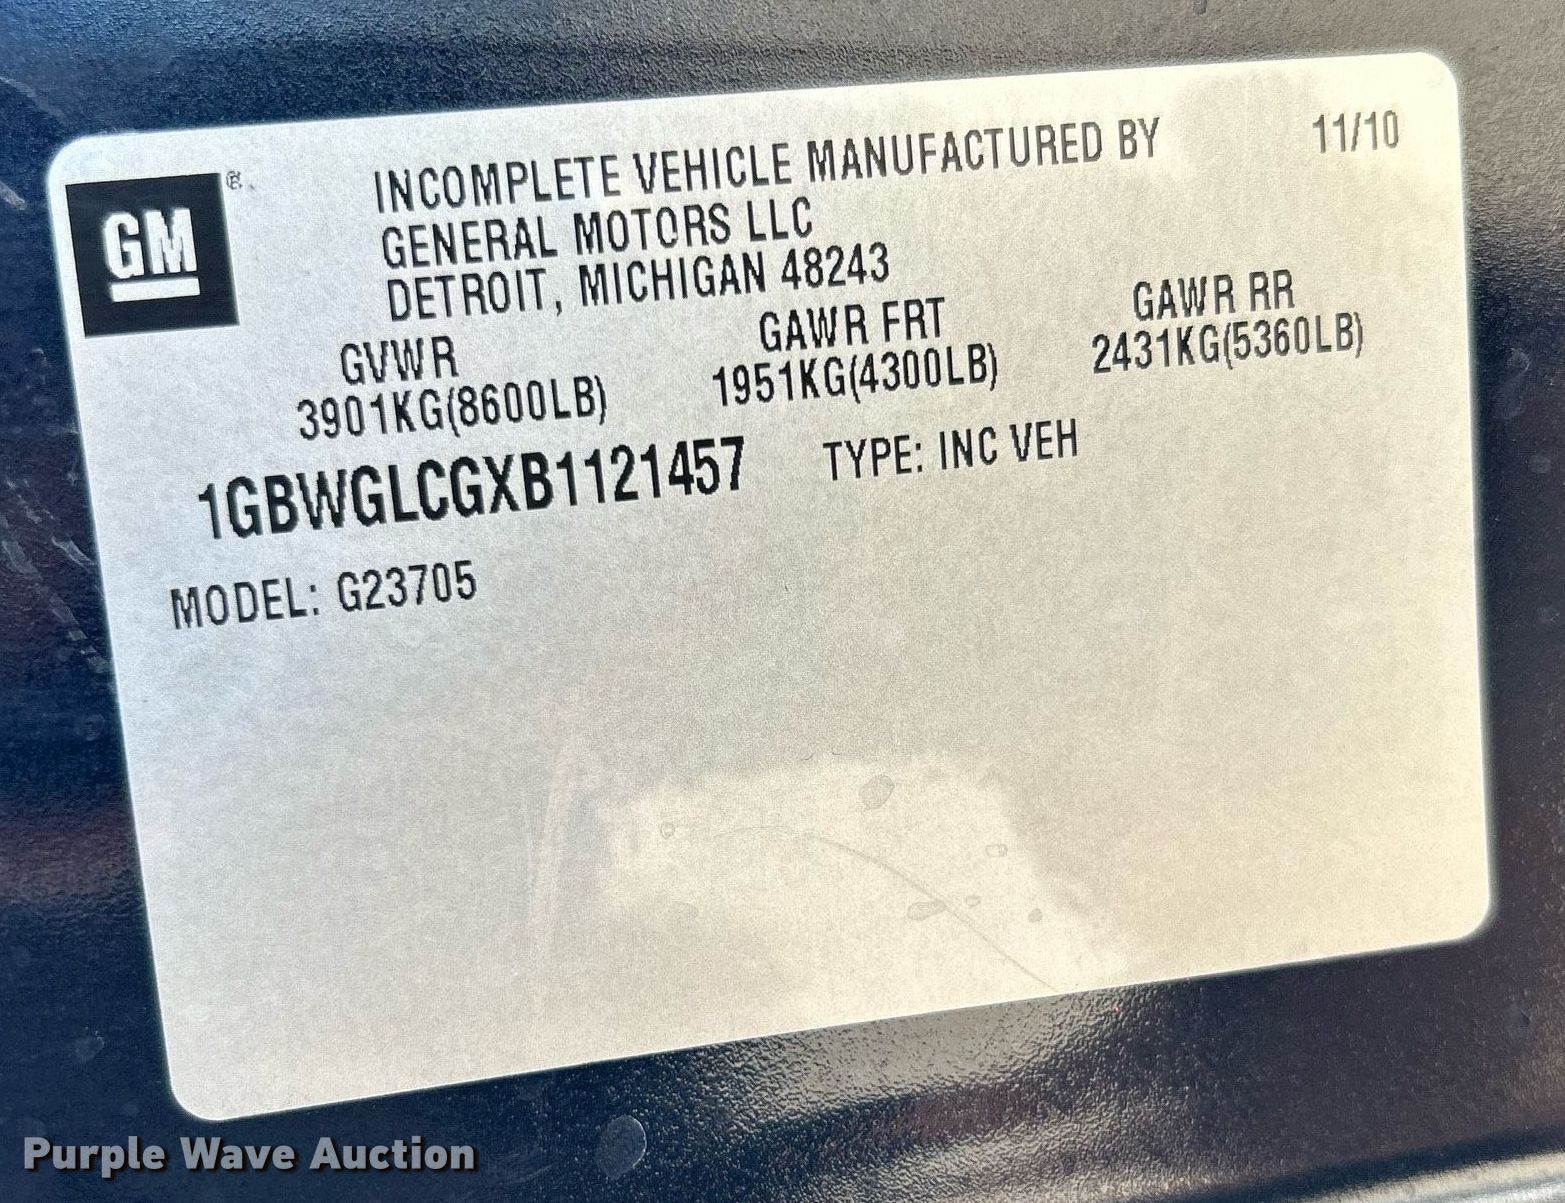 GM ®.
INCOMPLETE VEHICLE MANUFACTURED BY 11/10
GENERAL MOTORS LLC
DETROIT, MICHIGAN 48243
GVWR GAWR FRT GAWR RR
3901KG(8600LB) 1951KG(4300LB) 2431KG(5360LB)
1GBWGLCGXB1121457 TYPE: INC VEH
MODEL: G23705
Purple Wave Auction